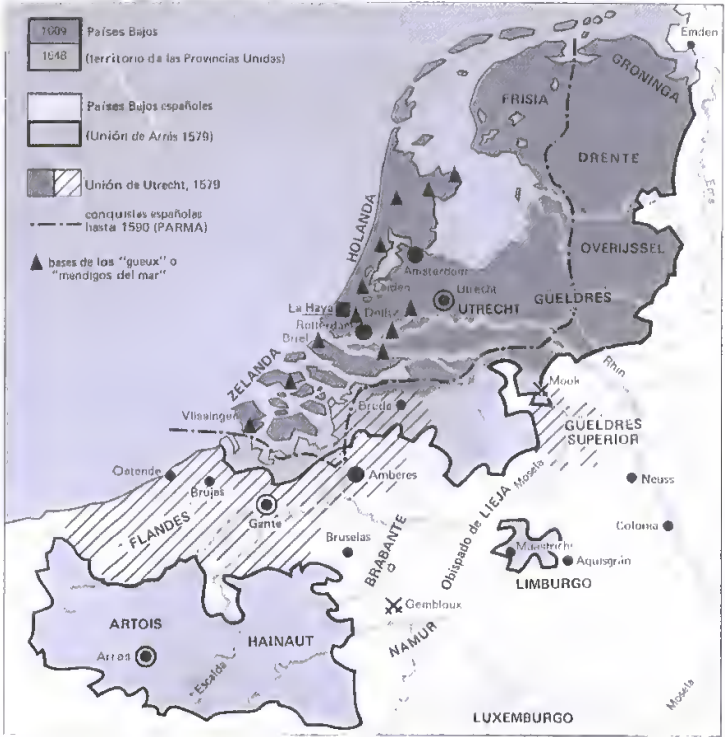 1609 Países Bajos
1648 (territorio de las Provincias Unidas)
Países Bajos españoles
(Unión de Arrás 1579)
Unión de Utrecht, 1579
conquistas españolas
hasta 1590 (PARMA)
bases de los "gueux" o
"mendigos del mar"
Emden
GRONINGA
FRISIA
DRENTE
Ems
HOLANDA
OVERIJSSEL
Amsterdam
Leiden
Utrecht
La Haya
Delft
UTRECHT
GUELDRES
Rotterdam
Briel
Rhin
ZELANDA
Mook
Breda
Vlissingen
GUELDRES
SUPERIOR
Ostende
Amberes
Mosela
Neuss
Brujas
Gante
FLANDES
Bruselas
BRABANTE
Obispado de LIEJA
Colonia
Maastricht
Aquisgrán
LIMBURGO
Gembloux
ARTOIS
HAINAUT
NAMUR
Arrás
Escalda
Mosela
LUXEMBURGO